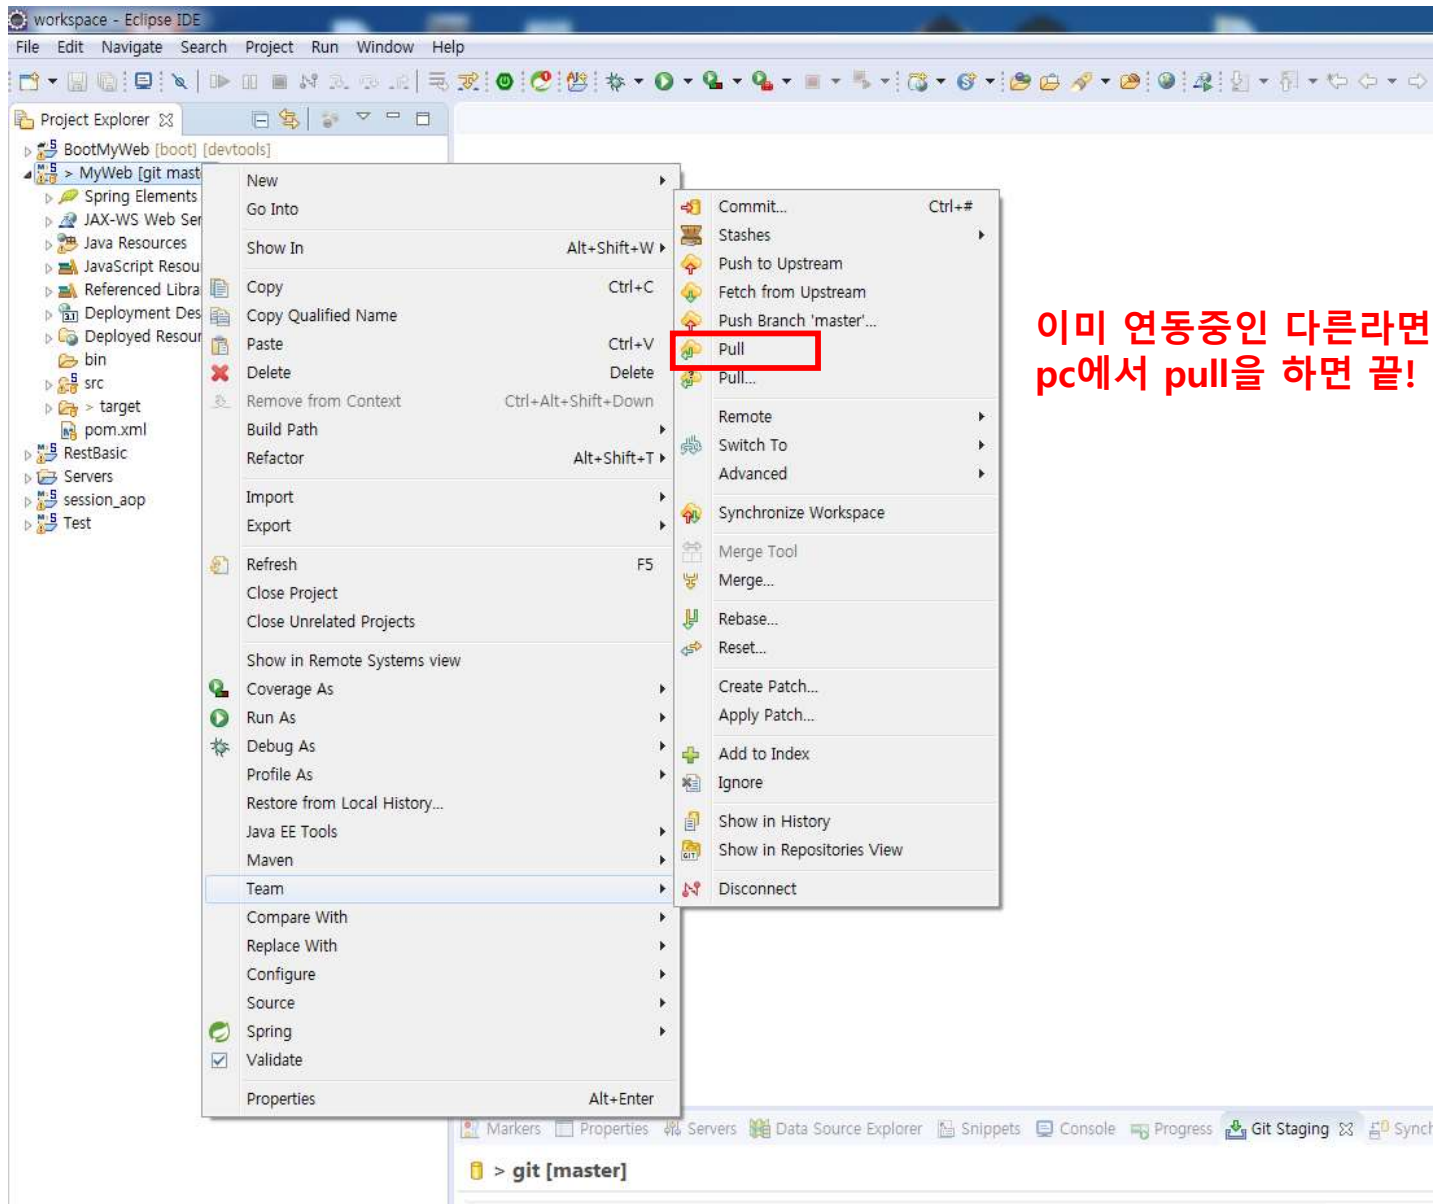 workspace - Eclipse IDE
File Edit Navigate Search Project Run Window Help
Project Explorer
BootMyWeb [boot] [devtools]
> MyWeb [git mast
Spring Elements
JAX-WS Web Ser
Java Resources
JavaScript Resou
Referenced Libra
Deployment Des
Deployed Resour
bin
src
> target
pom.xml
RestBasic
Servers
session_aop
Test
New
Go Into
Show In Alt+Shift+W
Copy Ctrl+C
Copy Qualified Name
Paste Ctrl+V
Delete Delete
Remove from Context Ctrl+Alt+Shift+Down
Build Path
Refactor Alt+Shift+T
Import
Export
Refresh F5
Close Project
Close Unrelated Projects
Show in Remote Systems view
Coverage As
Run As
Debug As
Profile As
Restore from Local History...
Java EE Tools
Maven
Team
Compare With
Replace With
Configure
Source
Spring
Validate
Properties Alt+Enter
Commit... Ctrl+#
Stashes
Push to Upstream
Fetch from Upstream
Push Branch 'master'...
Pull
Pull...
Remote
Switch To
Advanced
Synchronize Workspace
Merge Tool
Merge...
Rebase...
Reset...
Create Patch...
Apply Patch...
Add to Index
Ignore
Show in History
Show in Repositories View
Disconnect
이미 연동중인 다른라면
pc에서 pull을 하면 끝!
Markers Properties Servers Data Source Explorer Snippets Console Progress Git Staging Synch
> git [master]